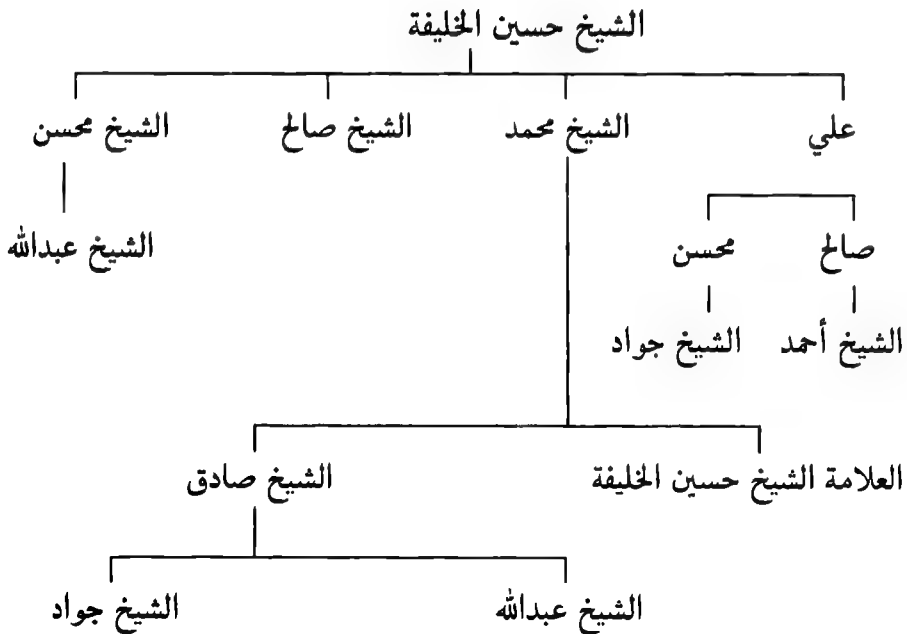 الشيخ حسين الخليفة
علي الشيخ محمد الشيخ صالح الشيخ محسن
صالح محسن الشيخ عبدالله
الشيخ أحمد الشيخ جواد
العلامة الشيخ حسين الخليفة الشيخ صادق
الشيخ عبدالله الشيخ جواد